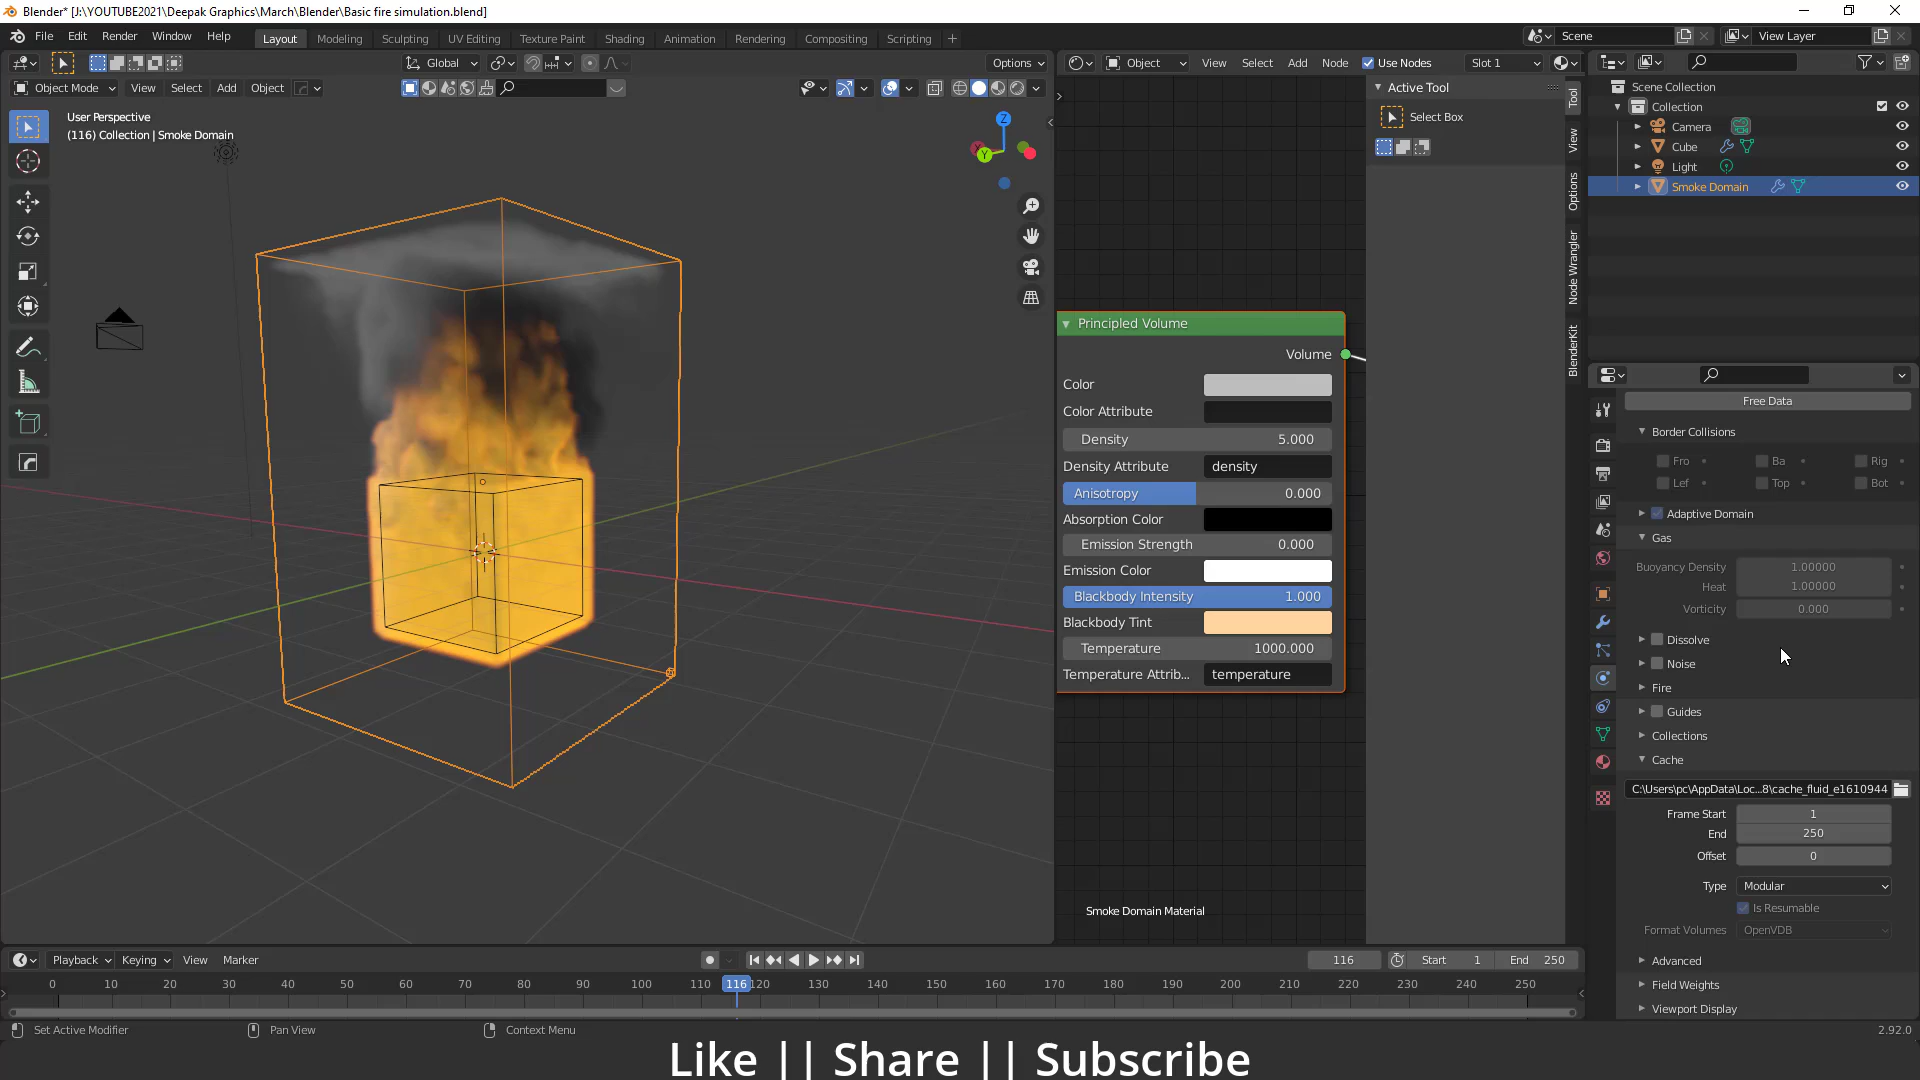 Blender* [J:\YOUTUBE2021\Deepak Graphics\March\Blender\Basic fire simulation.blend]
File Edit Render Window Help
Layout Modeling Sculpting UV Editing Texture Paint Shading Animation Rendering Compositing Scripting +
Scene
View Layer
Global
Options
Object Mode View Select Add Object
User Perspective
(116) Collection | Smoke Domain
Z
Y
Object View Select Add Node Use Nodes Slot 1
Active Tool
Select Box
Tool
View
Options
Node Wrangler
BlenderKit
Principled Volume
Volume
Color
Color Attribute
Density 5.000
Density Attribute density
Anisotropy 0.000
Absorption Color
Emission Strength 0.000
Emission Color
Blackbody Intensity 1.000
Blackbody Tint
Temperature 1000.000
Temperature Attrib... temperature
Smoke Domain Material
Scene Collection
Collection
Camera
Cube
Light
Smoke Domain
Free Data
Border Collisions
Fro Ba Rig
Lef Top Bot
Adaptive Domain
Gas
Buoyancy Density 1.00000
Heat 1.00000
Vorticity 0.000
Dissolve
Noise
Fire
Guides
Collections
Cache
C:\Users\pc\AppData\Loc...8\cache_fluid_e1610944
Frame Start 1
End 250
Offset 0
Type Modular
Is Resumable
Format Volumes OpenVDB
Advanced
Field Weights
Viewport Display
Playback Keying View Marker
116 Start 1 End 250
0 10 20 30 40 50 60 70 80 90 100 110 116 120 130 140 150 160 170 180 190 200 210 220 230 240 250
Set Active Modifier Pan View Context Menu
2.92.0
Like || Share || Subscribe